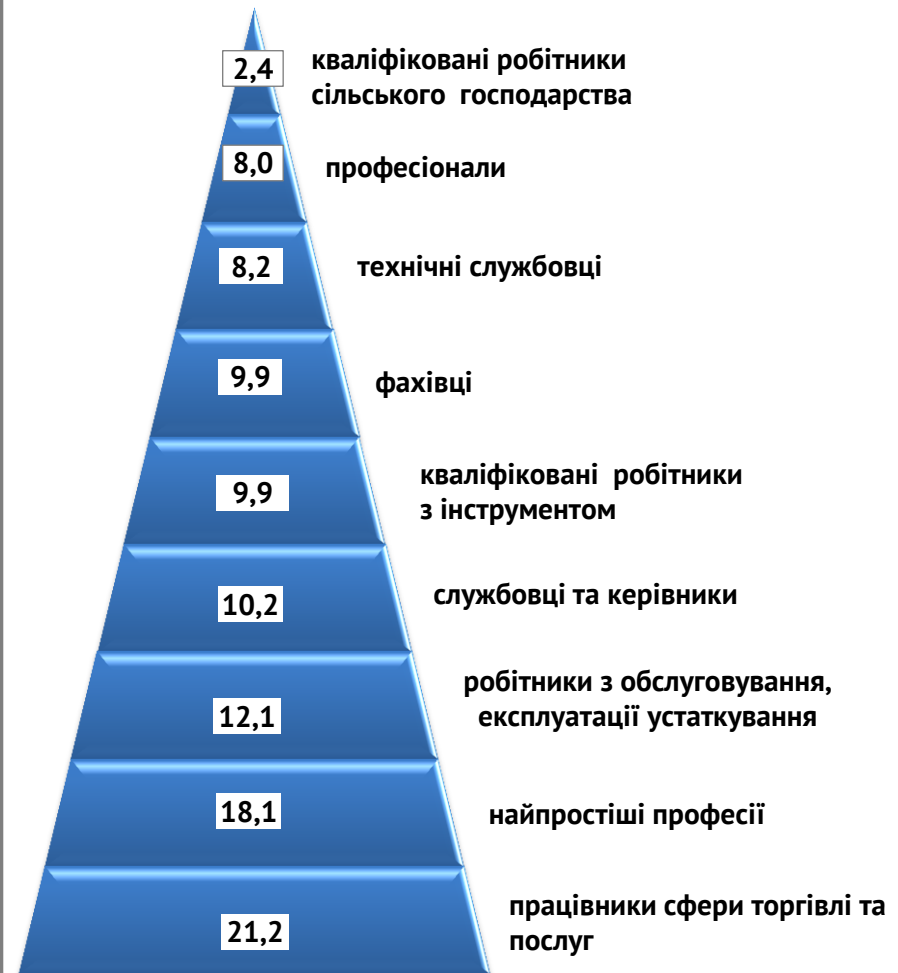 2,4
кваліфіковані робітники
сільського господарства
8,0
професіонали
8,2
технічні службовці
9,9
фахівці
9,9
кваліфіковані робітники
з інструментом
10,2
службовці та керівники
12,1
робітники з обслуговування,
експлуатації устаткування
18,1
найпростіші професії
21,2
працівники сфери торгівлі та
послуг